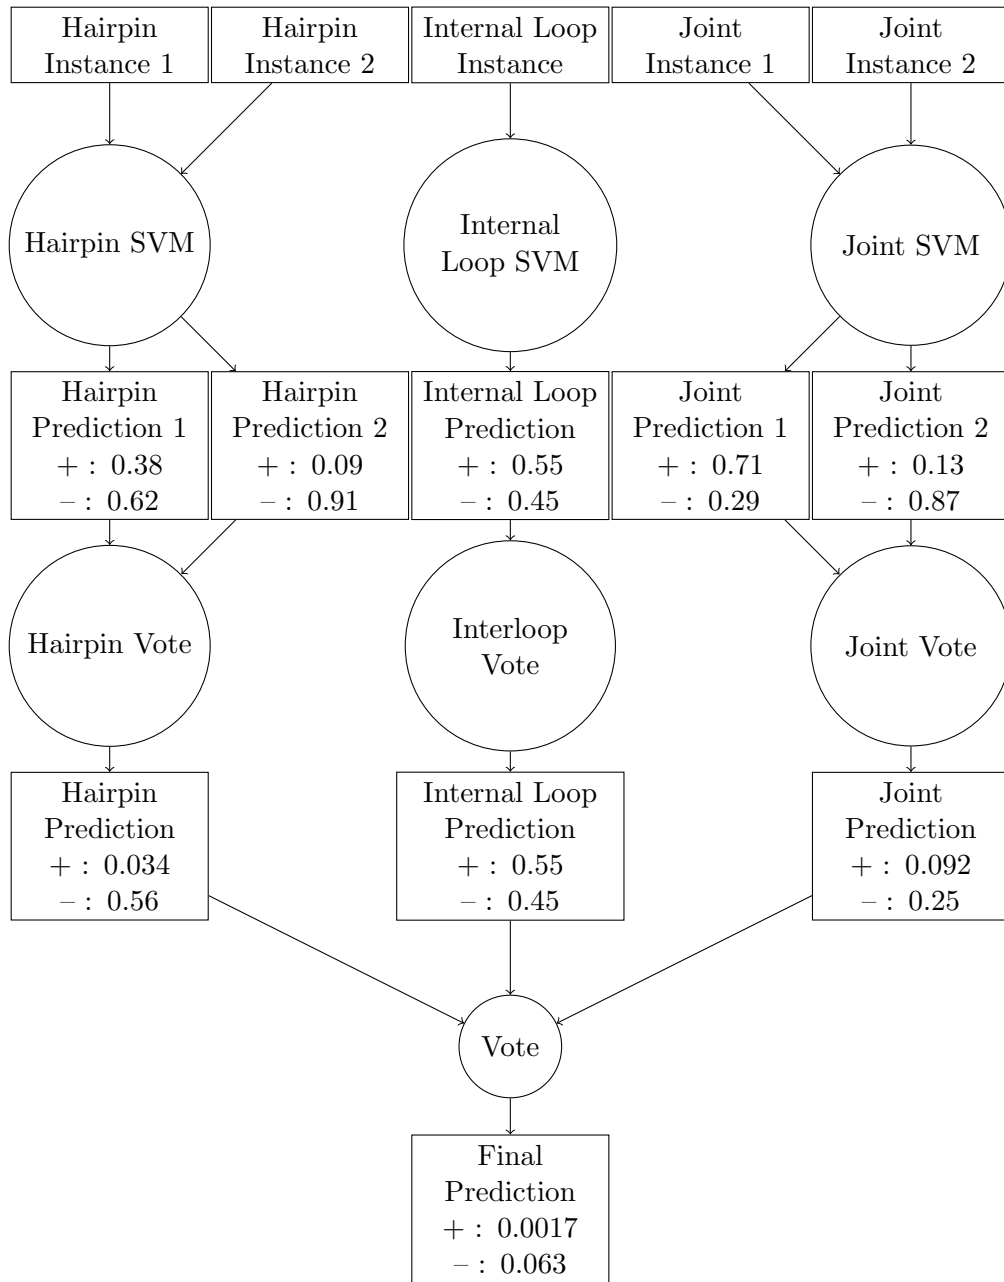 Hairpin
Instance 1
Hairpin
Instance 2
Internal Loop
Instance
Joint
Instance 1
Joint
Instance 2
Hairpin SVM
Internal
Loop SVM
Joint SVM
Hairpin
Prediction 1
+ : 0.38
– : 0.62
Hairpin
Prediction 2
+ : 0.09
– : 0.91
Internal Loop
Prediction
+ : 0.55
– : 0.45
Joint
Prediction 1
+ : 0.71
– : 0.29
Joint
Prediction 2
+ : 0.13
– : 0.87
Hairpin Vote
Interloop
Vote
Joint Vote
Hairpin
Prediction
+ : 0.034
– : 0.56
Internal Loop
Prediction
+ : 0.55
– : 0.45
Joint
Prediction
+ : 0.092
– : 0.25
Vote
Final
Prediction
+ : 0.0017
– : 0.063